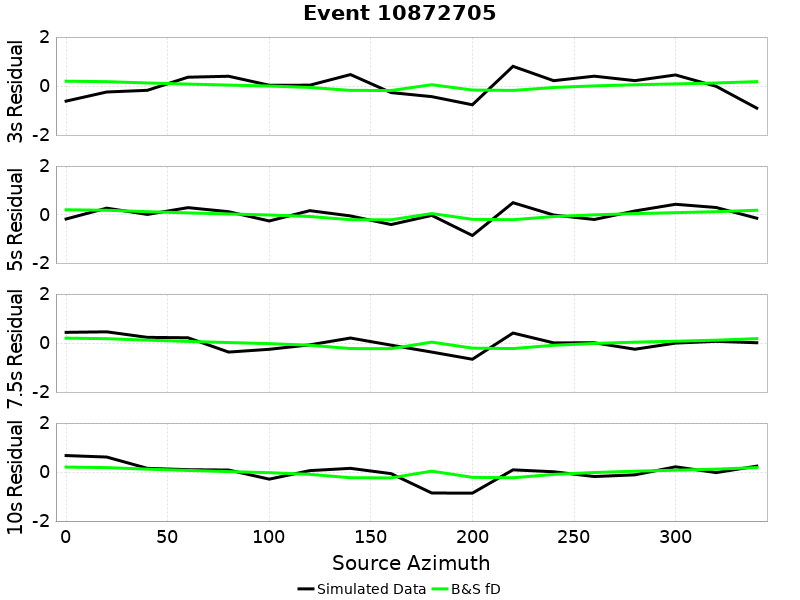 Event 10872705
3s Residual
2
0
-2
5s Residual
2
0
-2
7.5s Residual
2
0
-2
10s Residual
2
0
-2
0 50 100 150 200 250 300
Source Azimuth
Simulated Data B&S fD